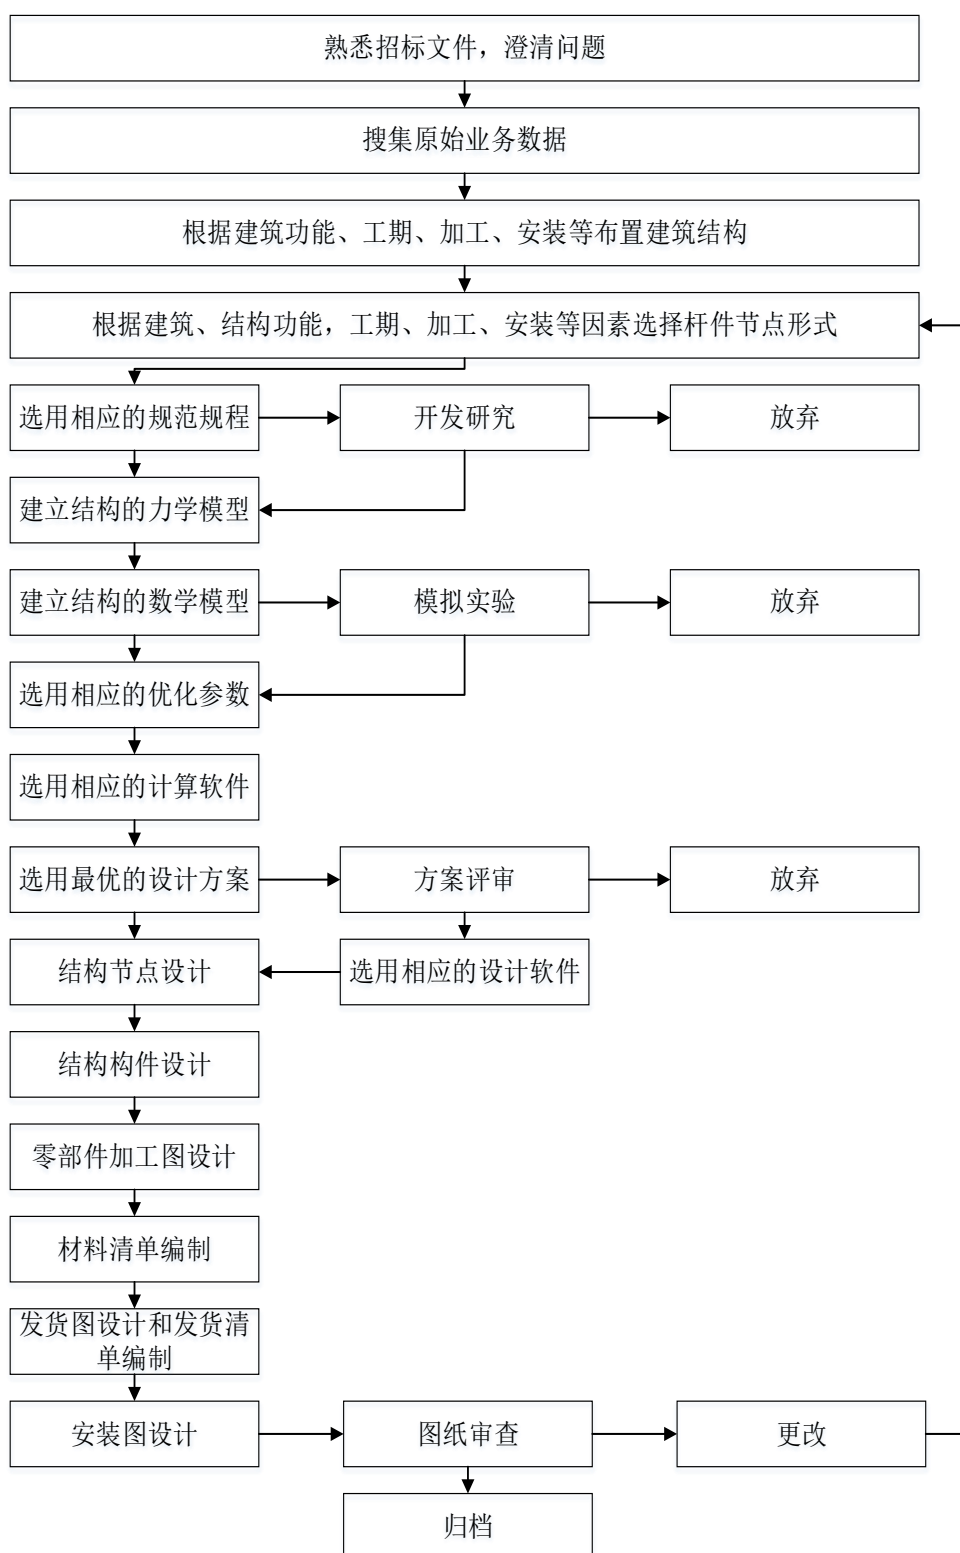 熟悉招标文件，澄清问题
搜集原始业务数据
根据建筑功能、工期、加工、安装等布置建筑结构
根据建筑、结构功能，工期、加工、安装等因素选择杆件节点形式
选用相应的规范规程
开发研究
放弃
建立结构的力学模型
建立结构的数学模型
模拟实验
放弃
选用相应的优化参数
选用相应的计算软件
选用最优的设计方案
方案评审
放弃
结构节点设计
选用相应的设计软件
结构构件设计
零部件加工图设计
材料清单编制
发货图设计和发货清
单编制
安装图设计
图纸审查
更改
归档